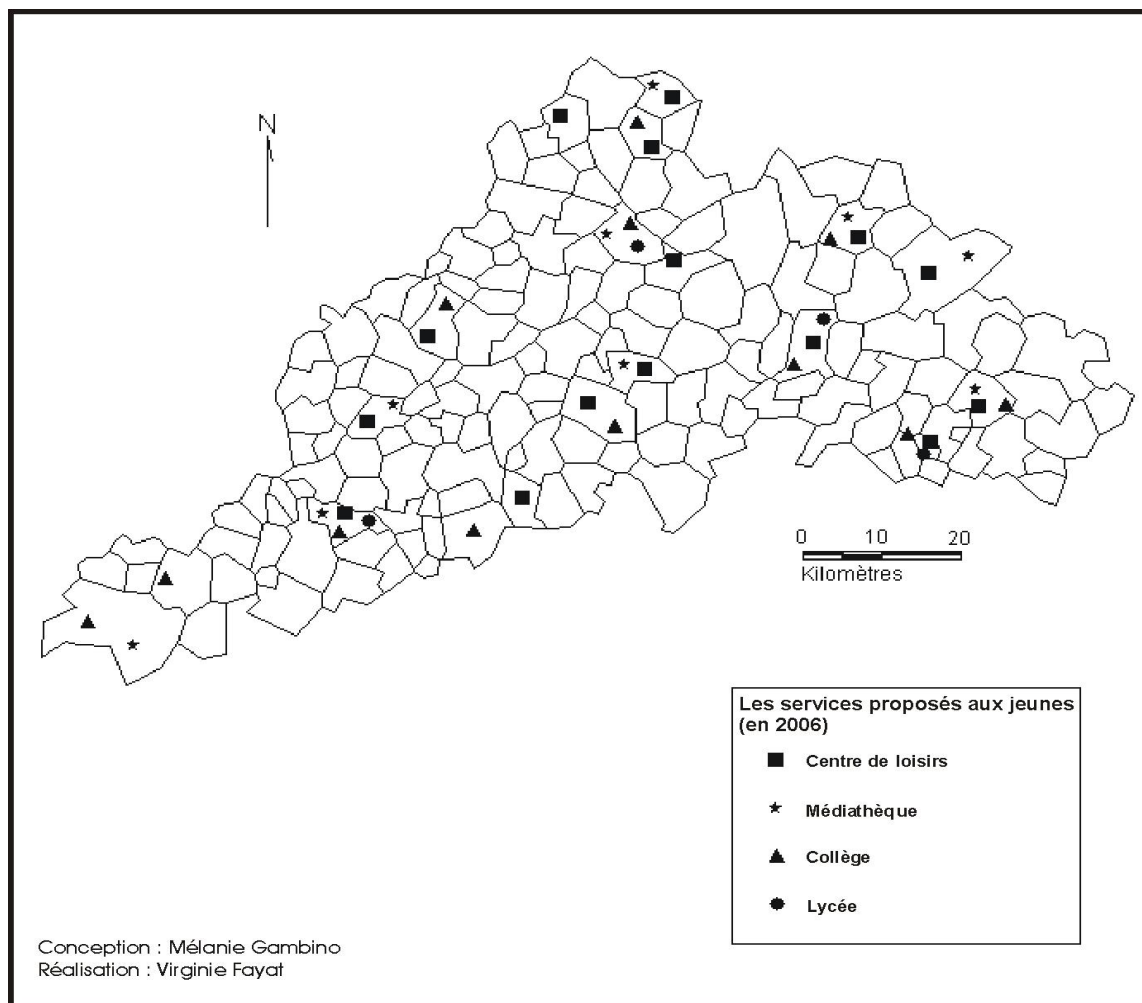 N
0 10 20
Kilomètres
Les services proposés aux jeunes
(en 2006)
Centre de loisirs
Médiathèque
Collège
Lycée
Conception : Mélanie Gambino
Réalisation : Virginie Fayat